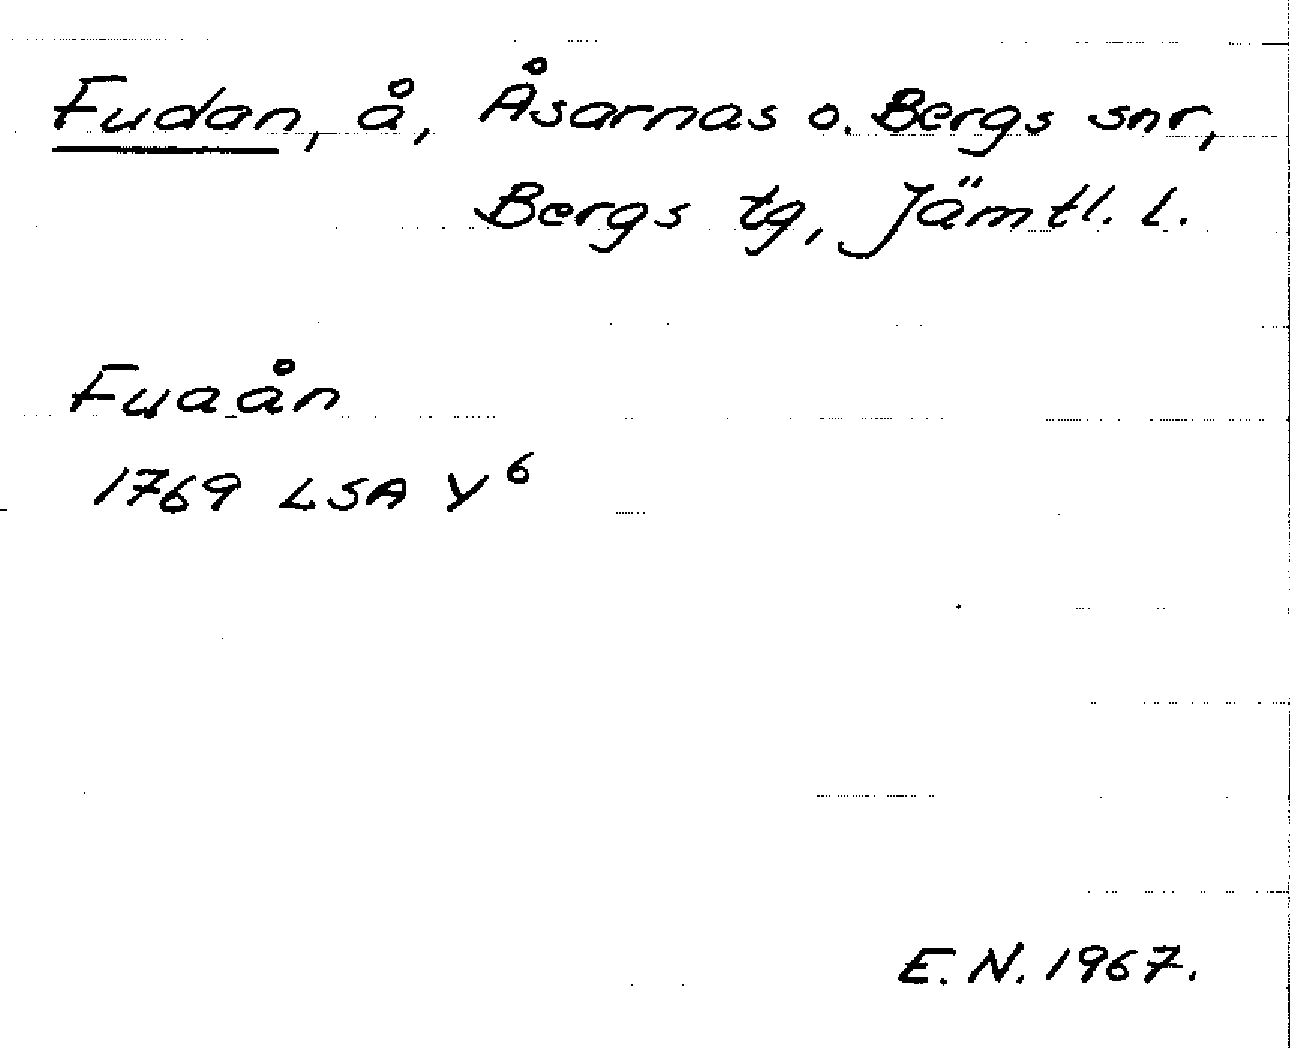 Fudan, å, Åsarnas o. Bergs snr,
Bergs tg, Jämtl. l.
Fuaån
1769 LSA Y⁶
E. N. 1967.